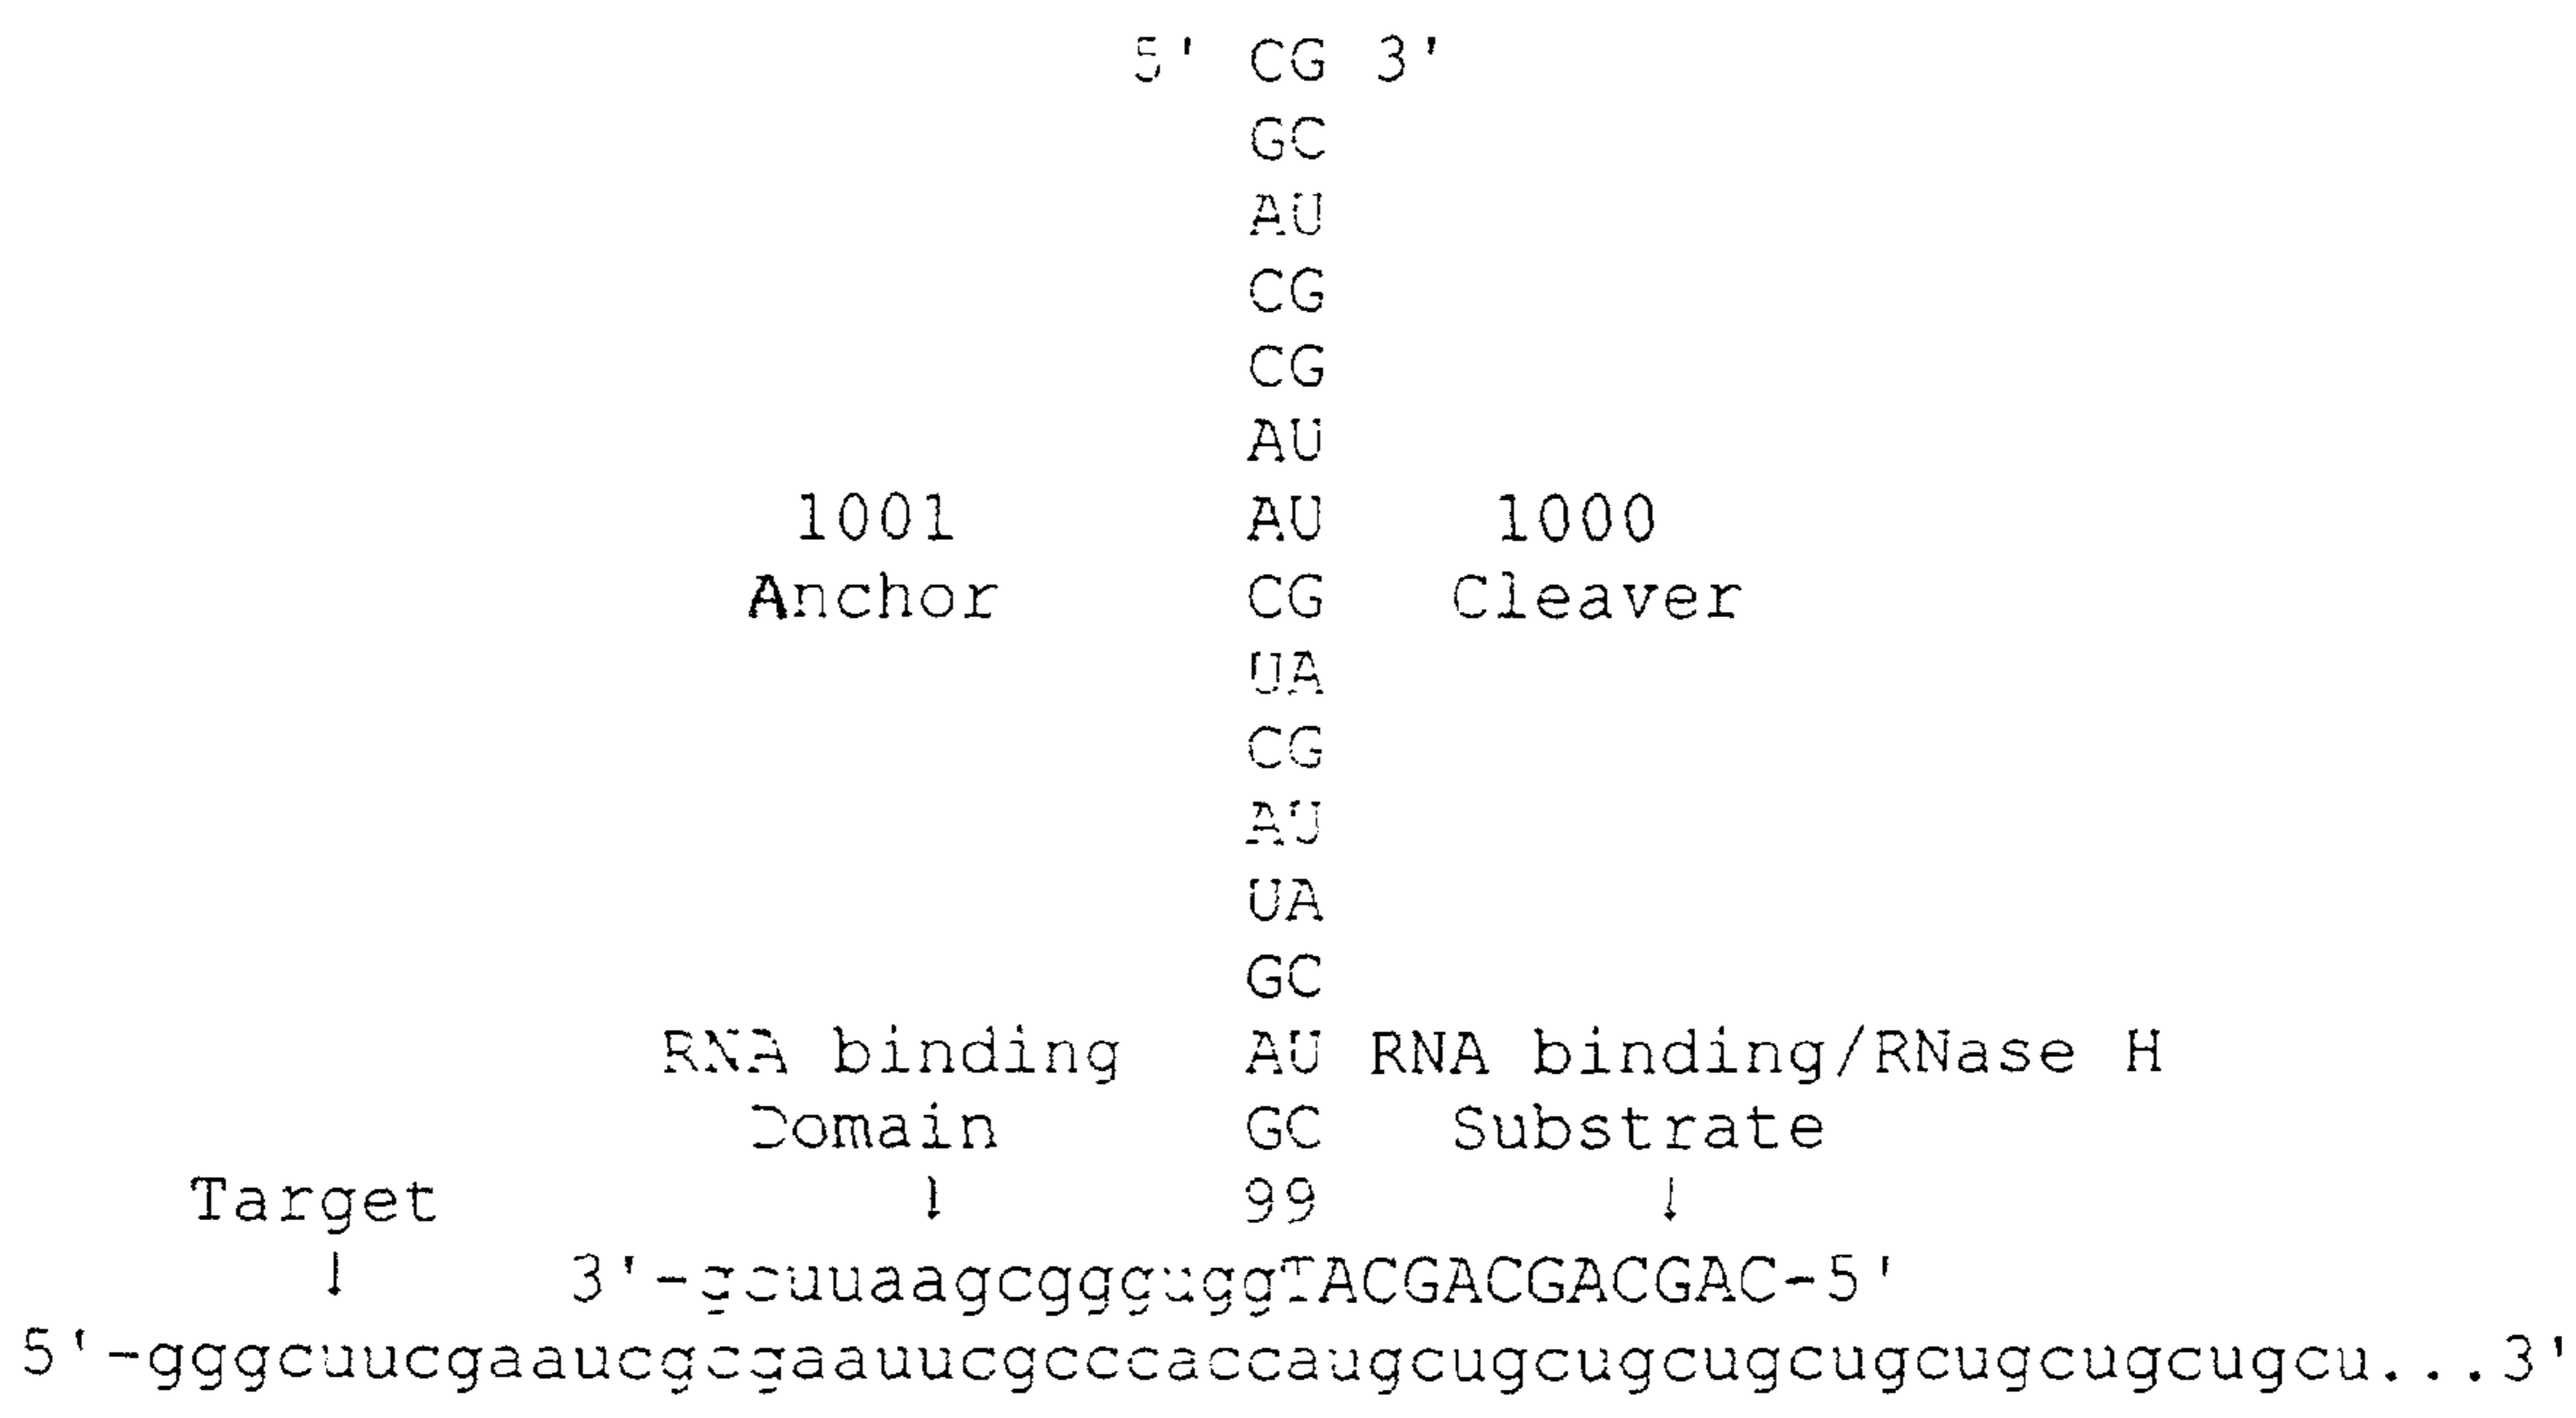 5' CG 3'
GC
AU
CG
CG
AU
1001 AU 1000
Anchor CG Cleaver
UA
CG
AU
UA
GC
RNA binding AU RNA binding/RNase H
Domain GC Substrate
Target ↓ 99 ↓
↓ 3'-gcuuaagcggguggTACGACGACGAC-5'
5'-gggcuucgaaucgcgaauucgcccaccaugcugcugcugcugcugcugcu...3'